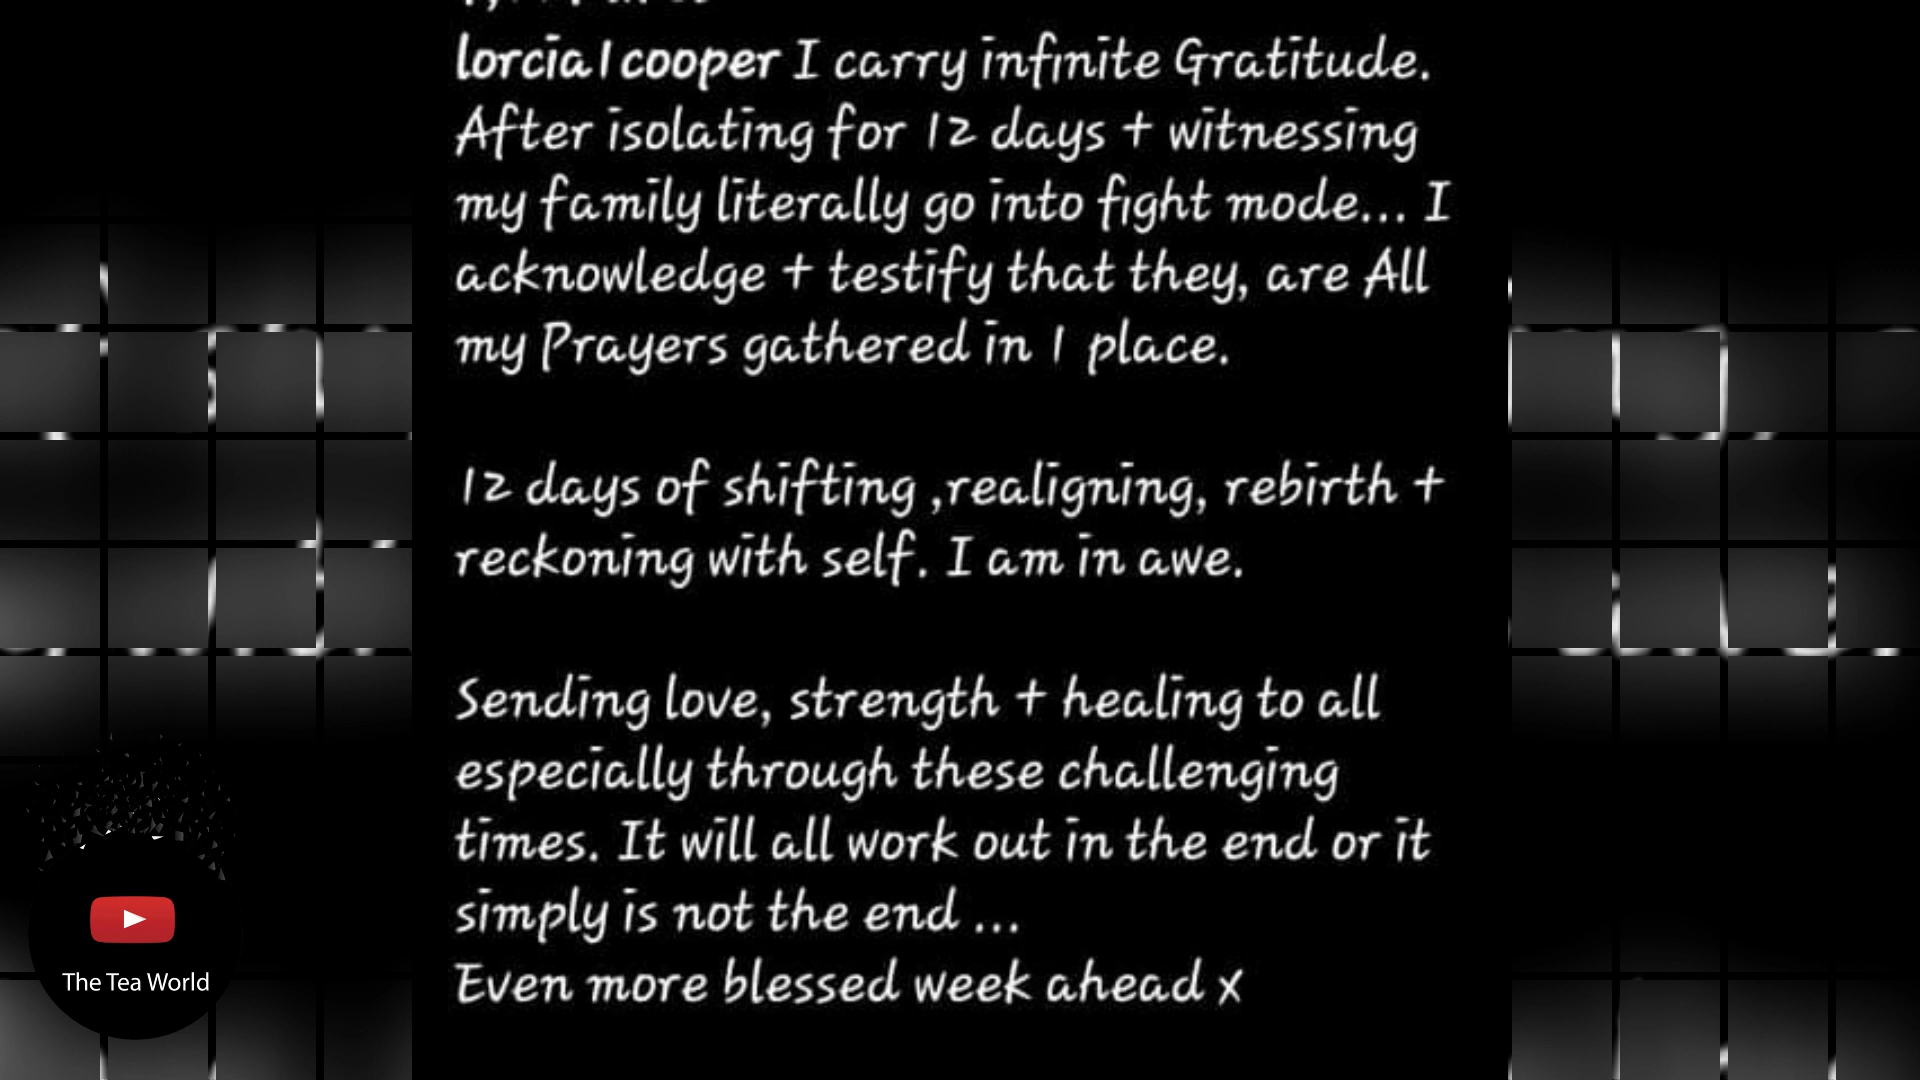 lorcia1cooper I carry infinite Gratitude.
After isolating for 12 days + witnessing
my family literally go into fight mode... I
acknowledge + testify that they, are All
my Prayers gathered in 1 place.
12 days of shifting ,realigning, rebirth +
reckoning with self. I am in awe.
Sending love, strength + healing to all
especially through these challenging
times. It will all work out in the end or it
simply is not the end ...
Even more blessed week ahead x
The Tea World